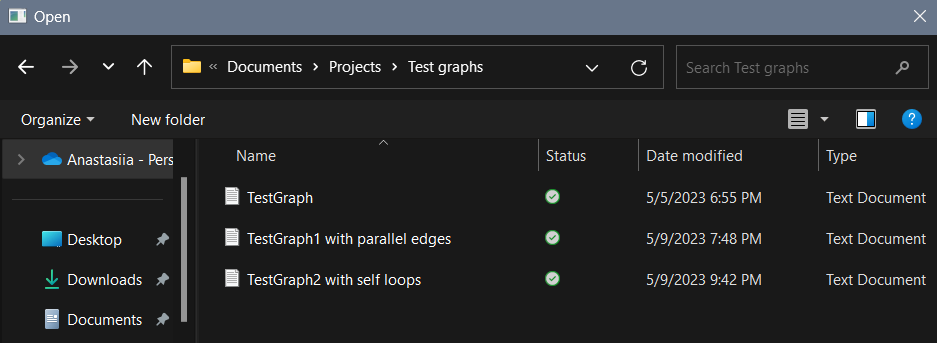 Open
Documents Projects Test graphs
Search Test graphs
Organize New folder
Anastasiia - Pers
Desktop
Downloads
Documents
Name Status Date modified Type
TestGraph 5/5/2023 6:55 PM Text Document
TestGraph1 with parallel edges 5/9/2023 7:48 PM Text Document
TestGraph2 with self loops 5/9/2023 9:42 PM Text Document